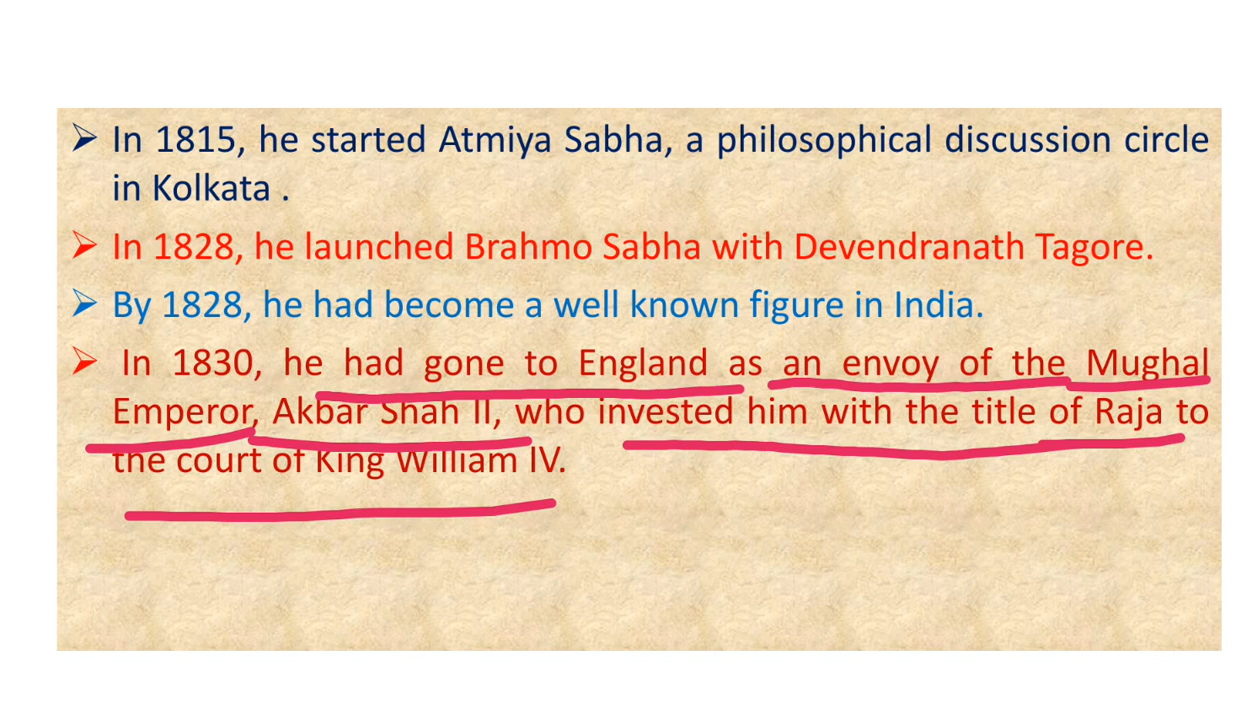 ➢ In 1815, he started Atmiya Sabha, a philosophical discussion circle
in Kolkata .
➢ In 1828, he launched Brahmo Sabha with Devendranath Tagore.
➢ By 1828, he had become a well known figure in India.
➢ In 1830, he had gone to England as an envoy of the Mughal
Emperor, Akbar Shah II, who invested him with the title of Raja to
the court of King William IV.